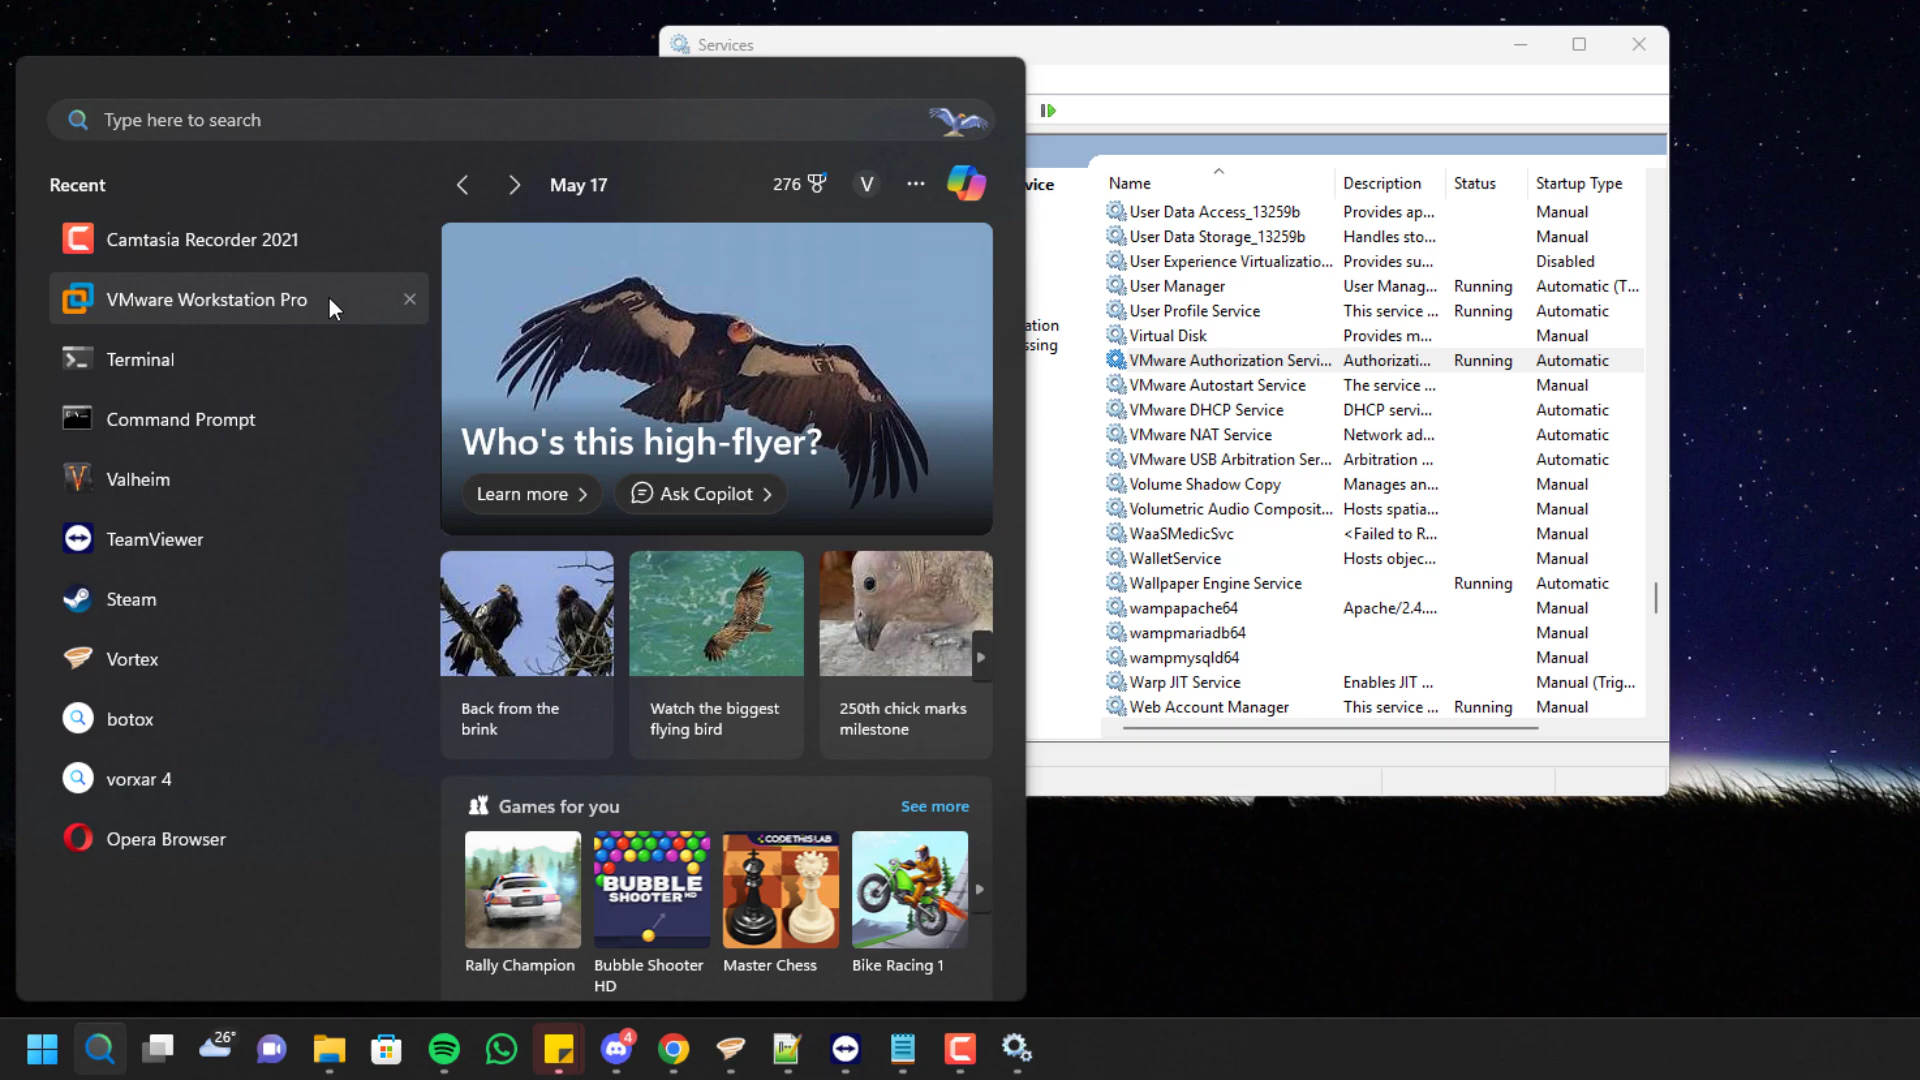 Services
Type here to search
Recent
May 17
276
V
Camtasia Recorder 2021
VMware Workstation Pro
Terminal
Command Prompt
Valheim
TeamViewer
Steam
Vortex
botox
vorxar 4
Opera Browser
Who's this high-flyer?
Learn more
Ask Copilot
Back from the
brink
Watch the biggest
flying bird
250th chick marks
milestone
Games for you
See more
CODETHISLAB
BUBBLE
SHOOTER HD
Rally Champion
Bubble Shooter
HD
Master Chess
Bike Racing 1
vice
ation
ssing
Name Description Status Startup Type
User Data Access_13259b Provides ap... Manual
User Data Storage_13259b Handles sto... Manual
User Experience Virtualizatio... Provides su... Disabled
User Manager User Manag... Running Automatic (T...
User Profile Service This service ... Running Automatic
Virtual Disk Provides m... Manual
VMware Authorization Servi... Authorizati... Running Automatic
VMware Autostart Service The service ... Manual
VMware DHCP Service DHCP servi... Automatic
VMware NAT Service Network ad... Automatic
VMware USB Arbitration Ser... Arbitration ... Automatic
Volume Shadow Copy Manages an... Manual
Volumetric Audio Composit... Hosts spatia... Manual
WaaSMedicSvc <Failed to R... Manual
WalletService Hosts objec... Manual
Wallpaper Engine Service Running Automatic
wampapache64 Apache/2.4.... Manual
wampmariadb64 Manual
wampmysqld64 Manual
Warp JIT Service Enables JIT ... Manual (Trig...
Web Account Manager This service ... Running Manual
26°
4